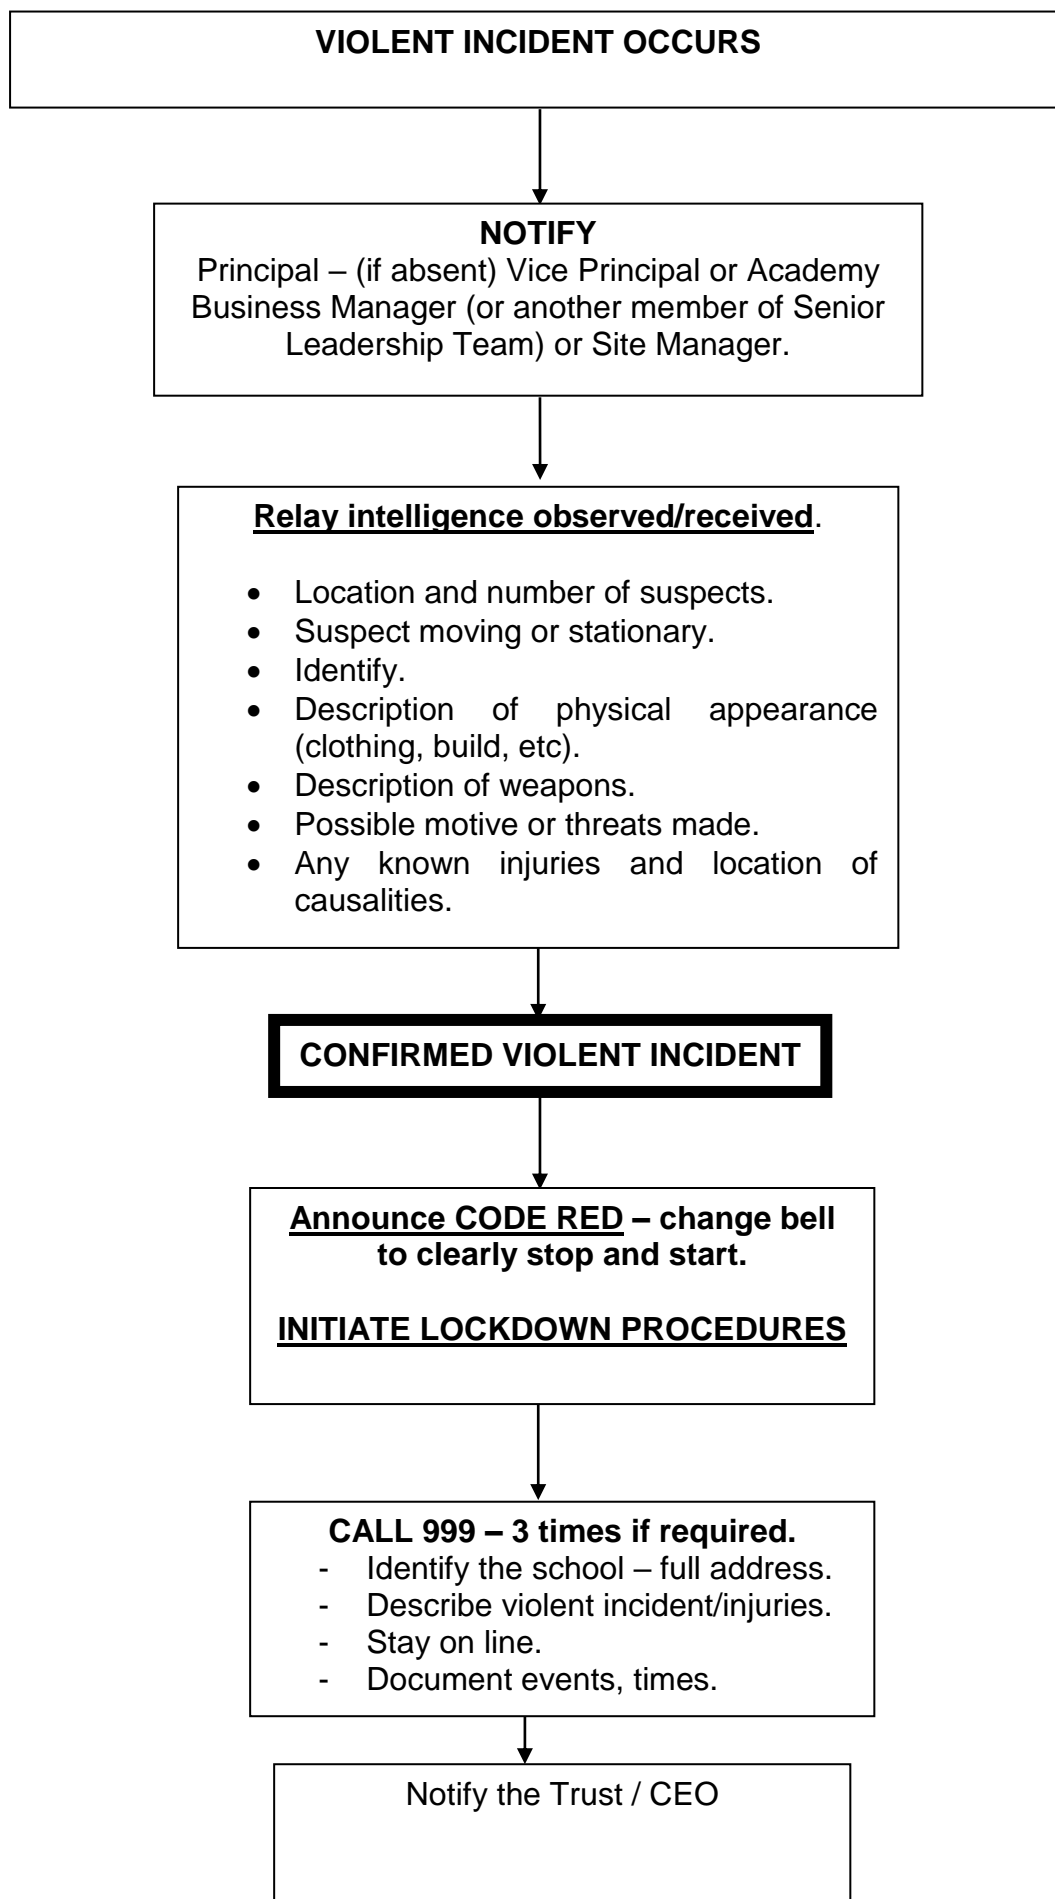 VIOLENT INCIDENT OCCURS
NOTIFY
Principal – (if absent) Vice Principal or Academy
Business Manager (or another member of Senior
Leadership Team) or Site Manager.
Relay intelligence observed/received.
• Location and number of suspects.
• Suspect moving or stationary.
• Identify.
• Description of physical appearance
(clothing, build, etc).
• Description of weapons.
• Possible motive or threats made.
• Any known injuries and location of
causalities.
CONFIRMED VIOLENT INCIDENT
Announce CODE RED – change bell
to clearly stop and start.
INITIATE LOCKDOWN PROCEDURES
CALL 999 – 3 times if required.
- Identify the school – full address.
- Describe violent incident/injuries.
- Stay on line.
- Document events, times.
Notify the Trust / CEO